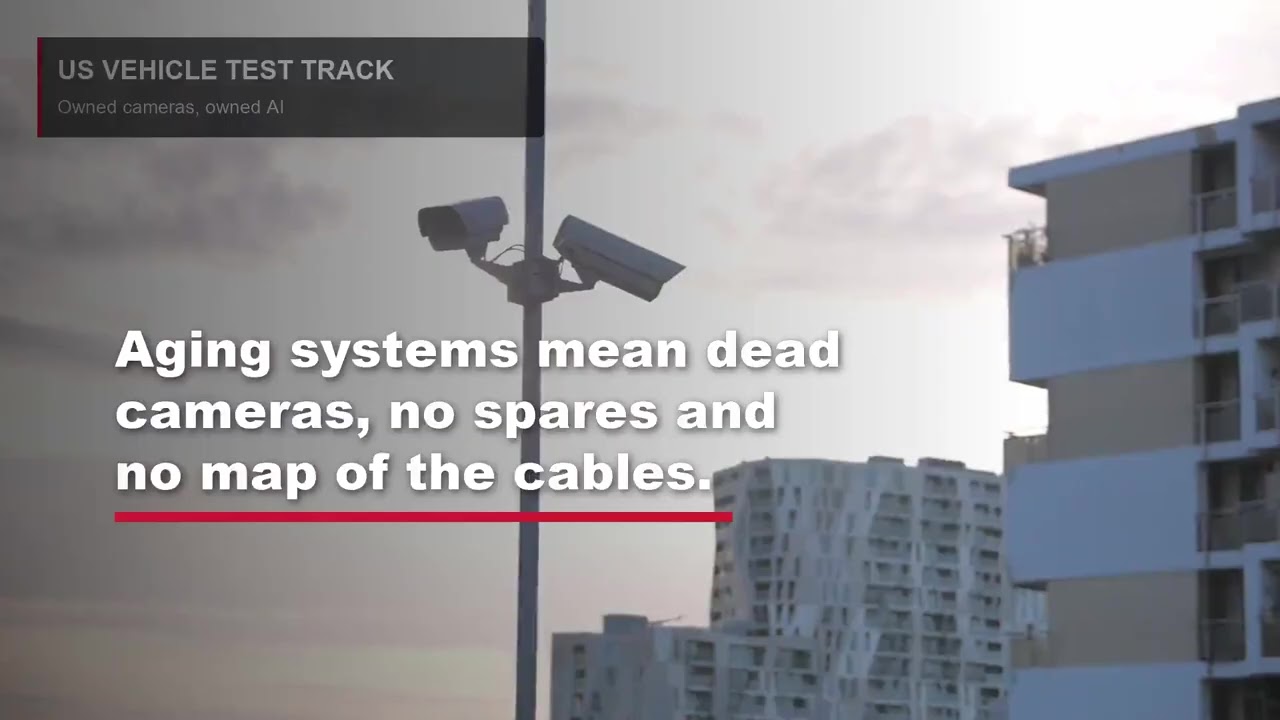 US VEHICLE TEST TRACK
Owned cameras, owned AI
Aging systems mean dead
cameras, no spares and
no map of the cables.